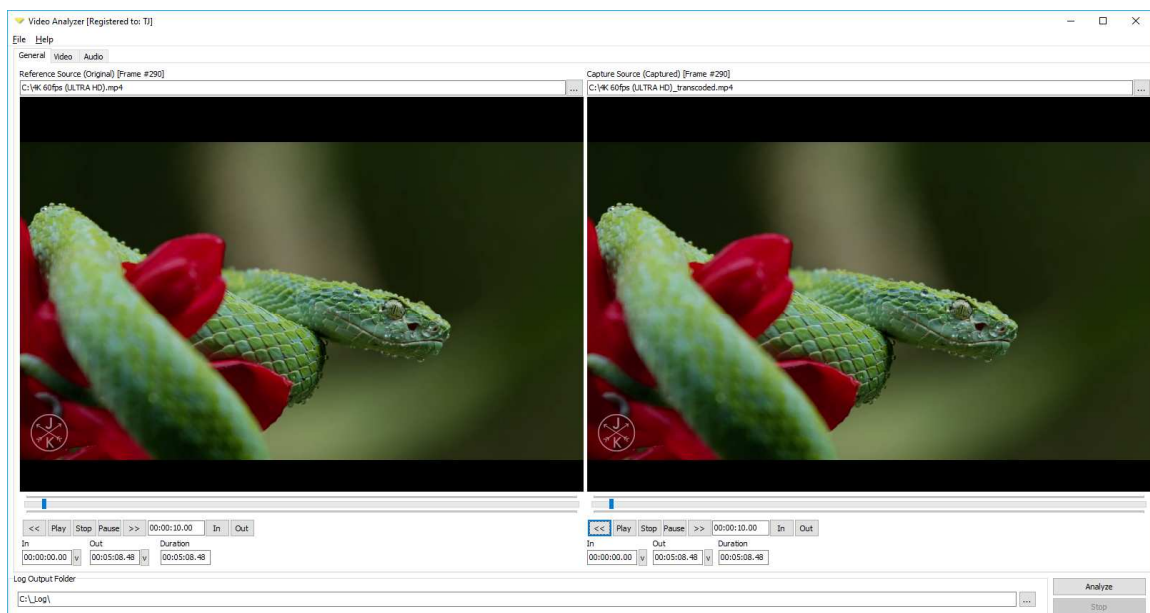 Video Analyzer [Registered to: TJ]
File Help
General Video Audio
Reference Source (Original) [Frame #290]
C:\4K 60fps (ULTRA HD).mp4 ...
Capture Source (Captured) [Frame #290]
C:\4K 60fps (ULTRA HD)_transcoded.mp4 ...
J
K
J
K
<< Play Stop Pause >> 00:00:10.00 In Out
In Out Duration
00:00:00.00 v 00:05:08.48 v 00:05:08.48
<< Play Stop Pause >> 00:00:10.00 In Out
In Out Duration
00:00:00.00 v 00:05:08.48 v 00:05:08.48
Log Output Folder
C:\_Log\ ...
Analyze
Stop